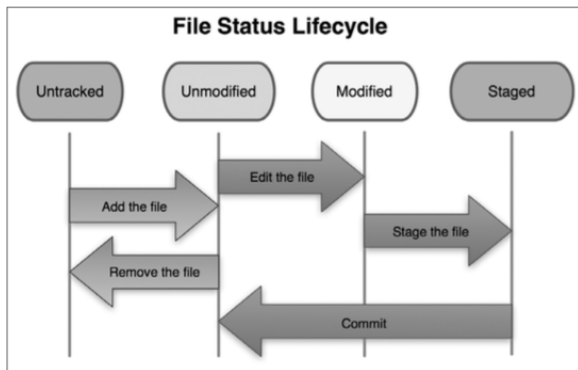 File Status Lifecycle
Untracked
Unmodified
Modified
Staged
Edit the file
Add the file
Stage the file
Remove the file
Commit